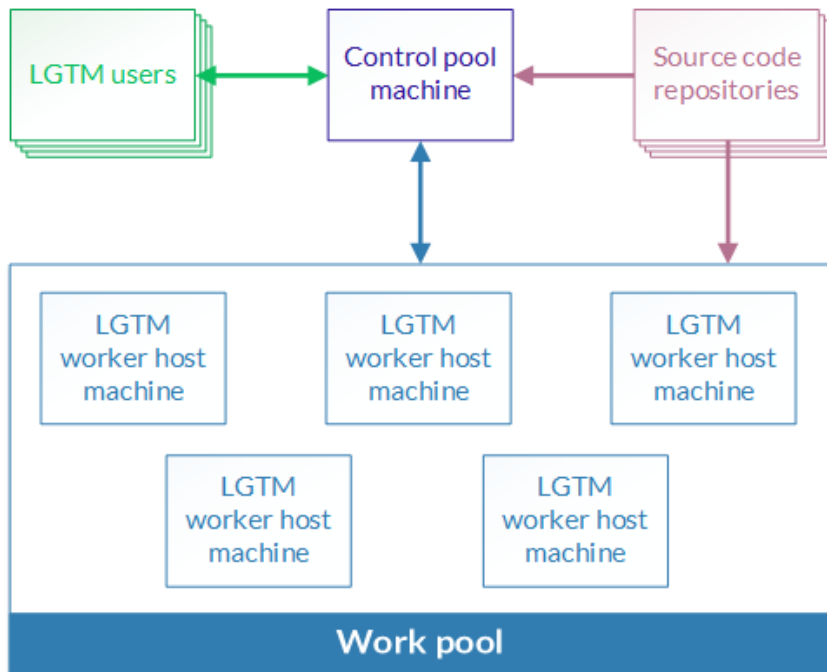 LGTM users
Control pool
machine
Source code
repositories
LGTM
worker host
machine
LGTM
worker host
machine
LGTM
worker host
machine
LGTM
worker host
machine
LGTM
worker host
machine
Work pool